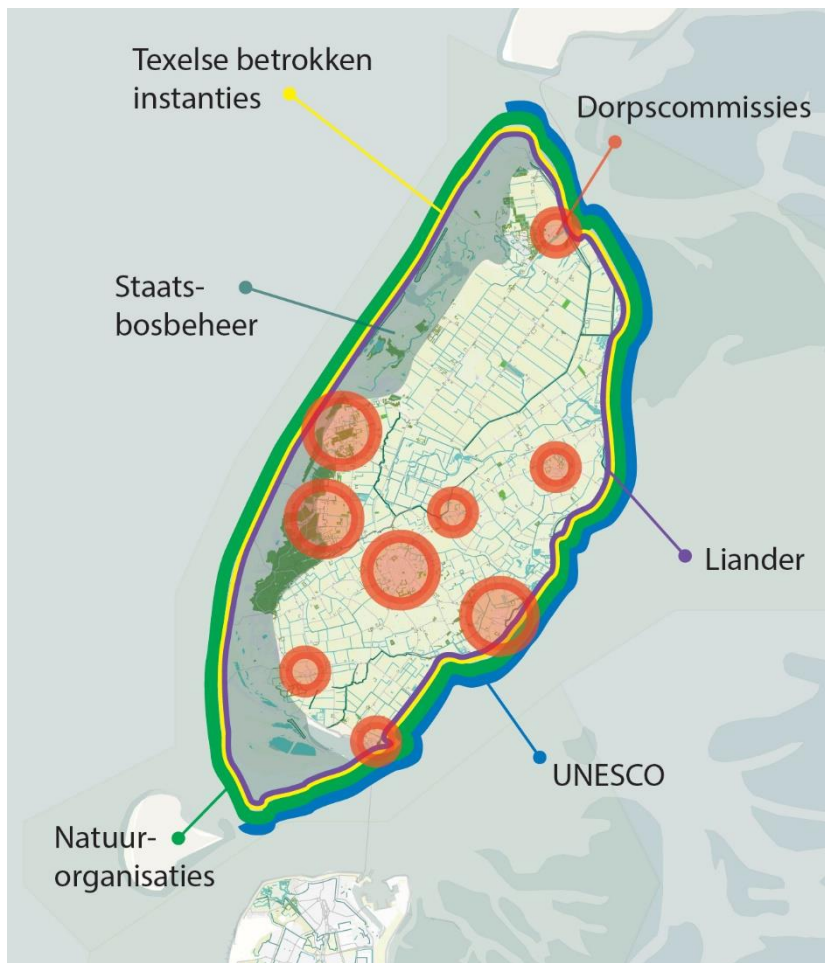 Texelse betrokken
instanties
Dorpscommissies
Staats-
bosbeheer
Liander
UNESCO
Natuur-
organisaties